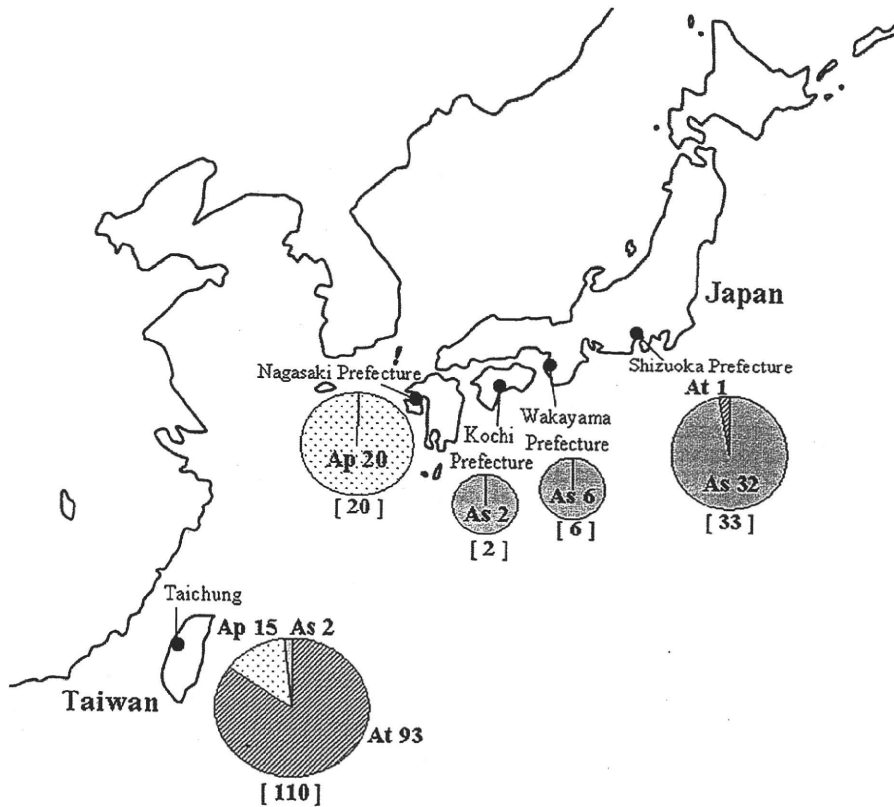 Japan
Nagasaki Prefecture
Shizuoka Prefecture
At 1
Kochi
Prefecture
Wakayama
Prefecture
Ap 20
As 2
As 6
As 32
[ 20 ]
[ 2 ]
[ 6 ]
[ 33 ]
Taichung
Ap 15
As 2
Taiwan
At 93
[ 110 ]